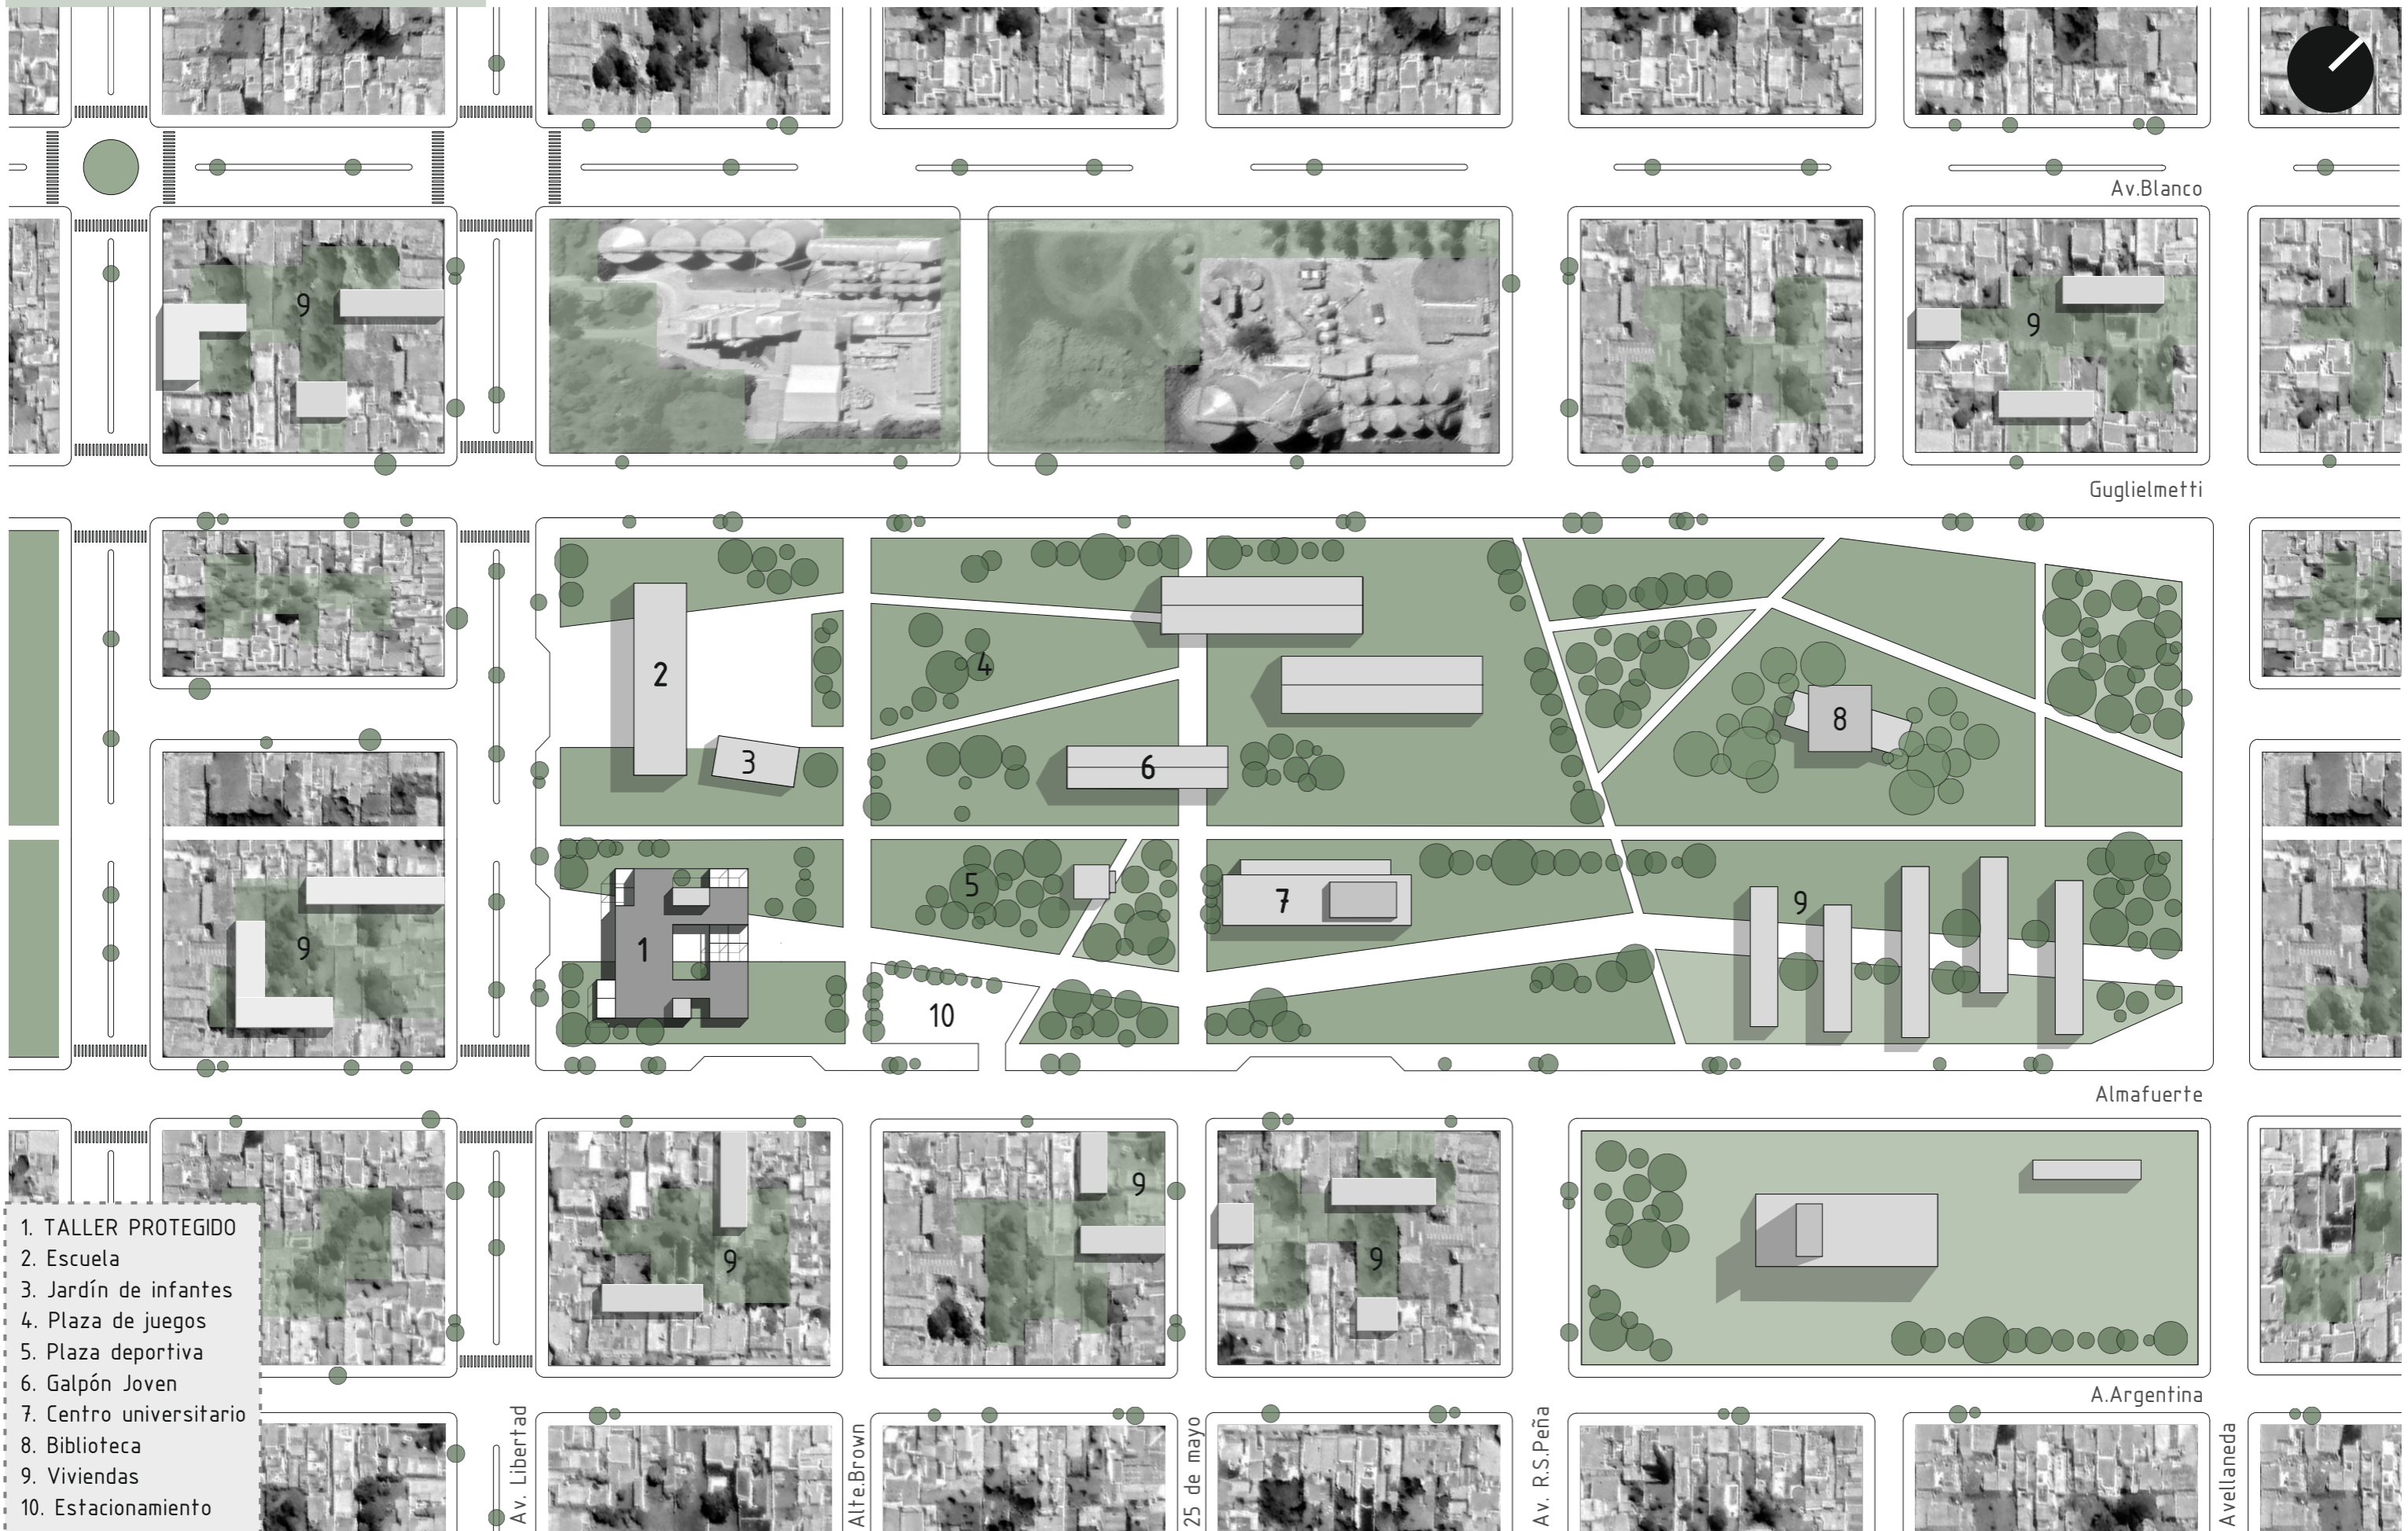 Av.Blanco
9
9
Guglielmetti
2
4
3
6
8
9
1
5
7
9
10
Almafuerte
9
9
9
A.Argentina
1. TALLER PROTEGIDO
2. Escuela
3. Jardín de infantes
4. Plaza de juegos
5. Plaza deportiva
6. Galpón Joven
7. Centro universitario
8. Biblioteca
9. Viviendas
10. Estacionamiento
Av. Libertad
Alte.Brown
25 de mayo
Av. R.S.Peña
Avellaneda